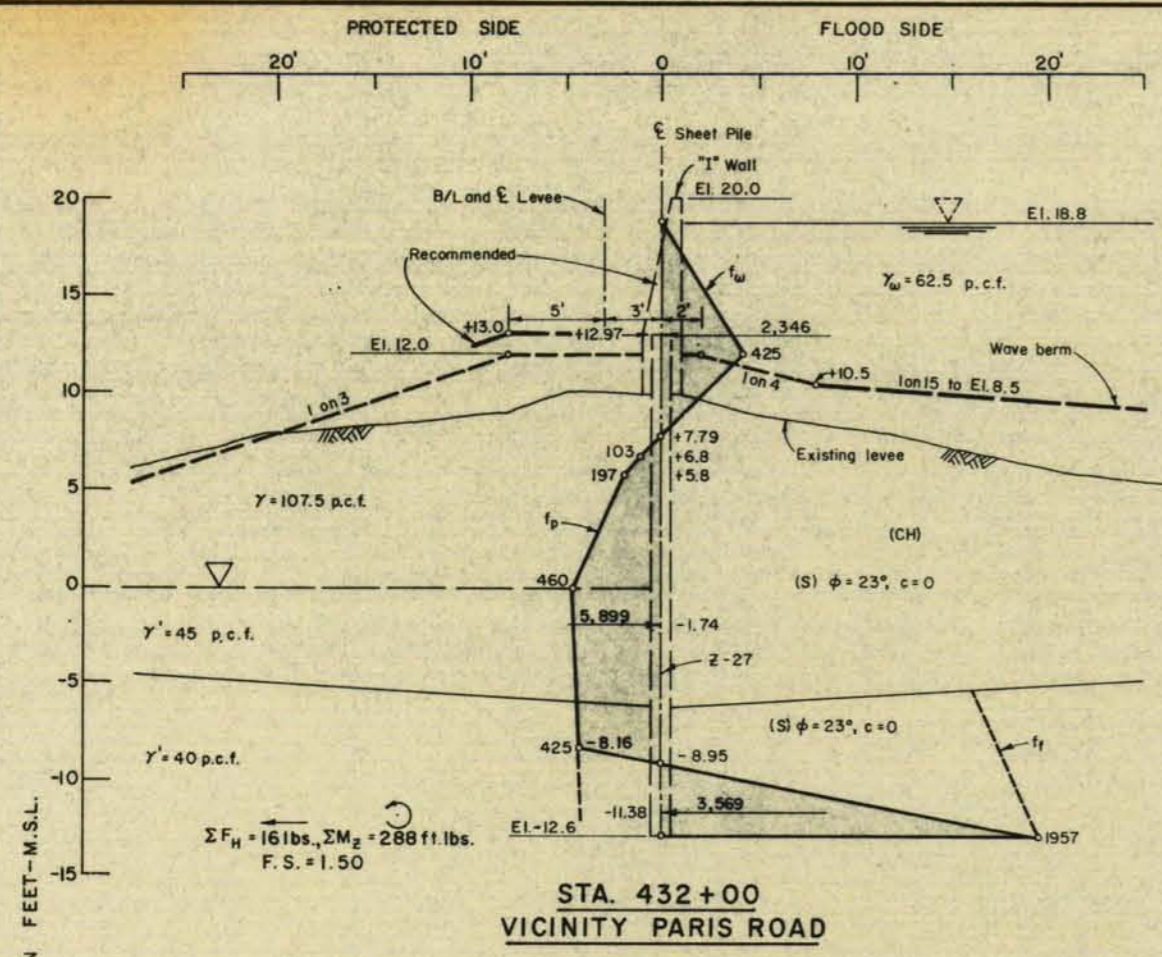 PROTECTED SIDE FLOOD SIDE
20' 10' 0 10' 20'
℄ Sheet Pile
"I" Wall
B/L and ℄ Levee
El. 20.0
El. 18.8
20
Recommended
fω
γω = 62.5 p.c.f.
15
5' 3' 2'
+13.0 +12.97 2,346
El. 12.0 425
Wave berm
1 on 3 1 on 4 +10.5 1 on 15 to El. 8.5
10
+7.79
103 +6.8
197 +5.8
Existing levee
5
γ = 107.5 p.c.f.
fp
(CH)
(S) φ = 23°, c = 0
0
460
5,899 -1.74
γ' = 45 p.c.f.
Z-27
-5
(S) φ = 23°, c = 0
ff
425 -8.16 -8.95
γ' = 40 p.c.f.
-10
-11.38 3,569
ΣFH = 161 lbs., ΣMz = 288 ft. lbs.
F. S. = 1.50
El. -12.6
1957
-15
STA. 432 + 00
VICINITY PARIS ROAD
N FEET - M.S.L.